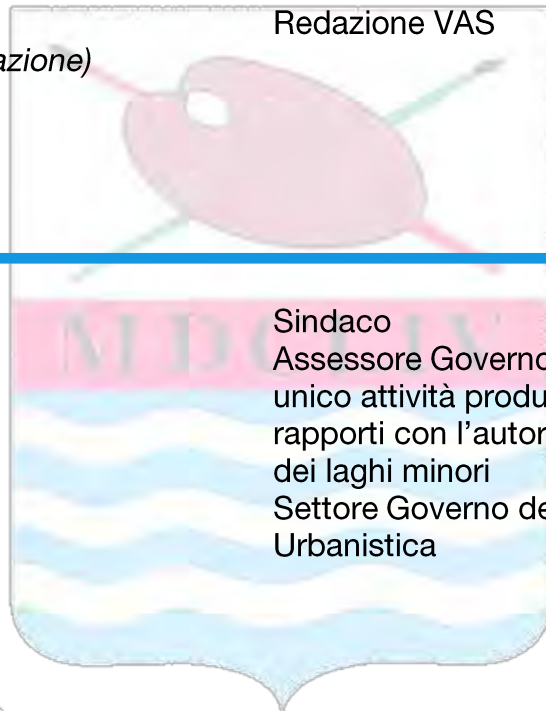 Redazione VAS
azione)
MDCLIV
Sindaco
Assessore Governo
unico attività produ
rapporti con l'autor
dei laghi minori
Settore Governo de
Urbanistica